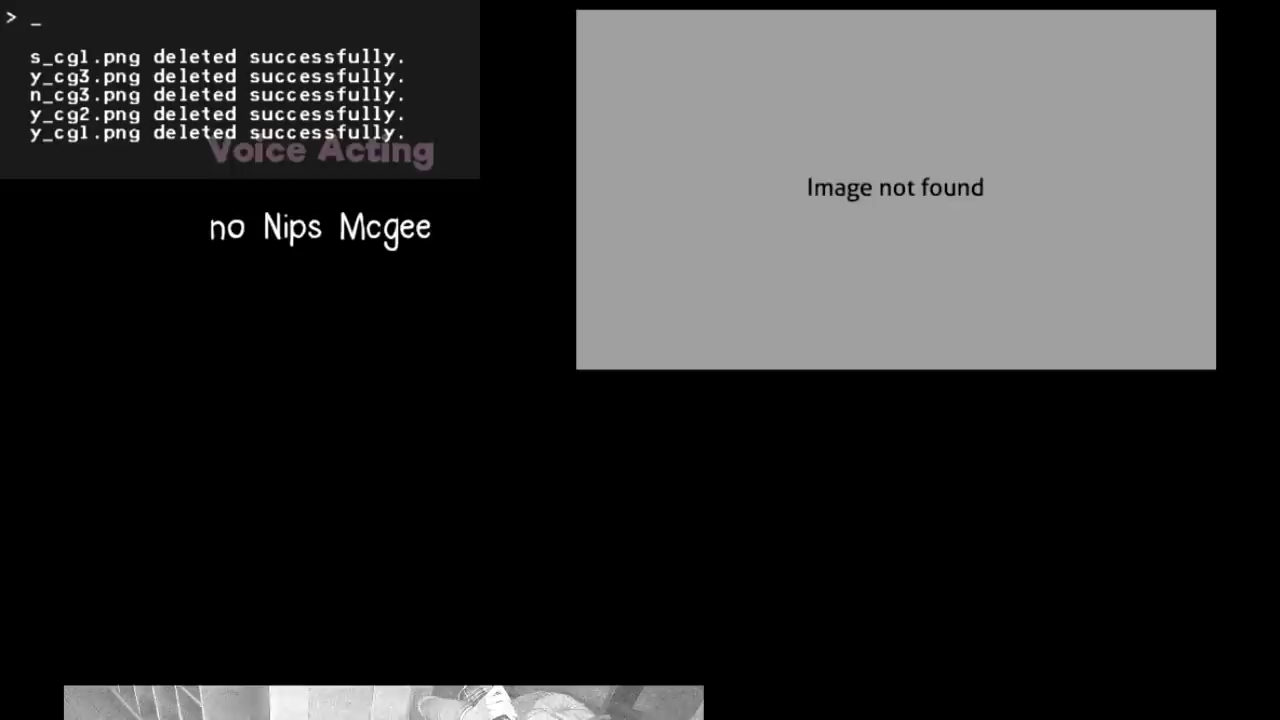 > _
s_cg1.png deleted successfully.
y_cg3.png deleted successfully.
n_cg3.png deleted successfully.
y_cg2.png deleted successfully.
y_cg1.png deleted successfully.
Voice Acting
no Nips Mcgee
Image not found